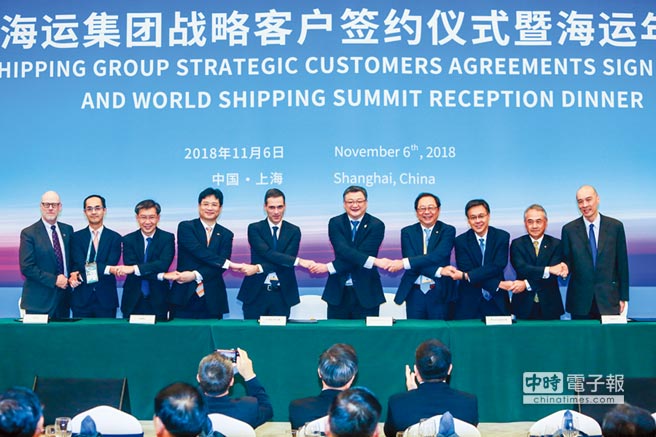 海运集团战略客户签约仪式暨海运年
SHIPPING GROUP STRATEGIC CUSTOMERS AGREEMENTS SIGN
AND WORLD SHIPPING SUMMIT RECEPTION DINNER
2018年11月6日
November 6th, 2018
中国·上海
Shanghai, China
中時電子報
chinatimes.com